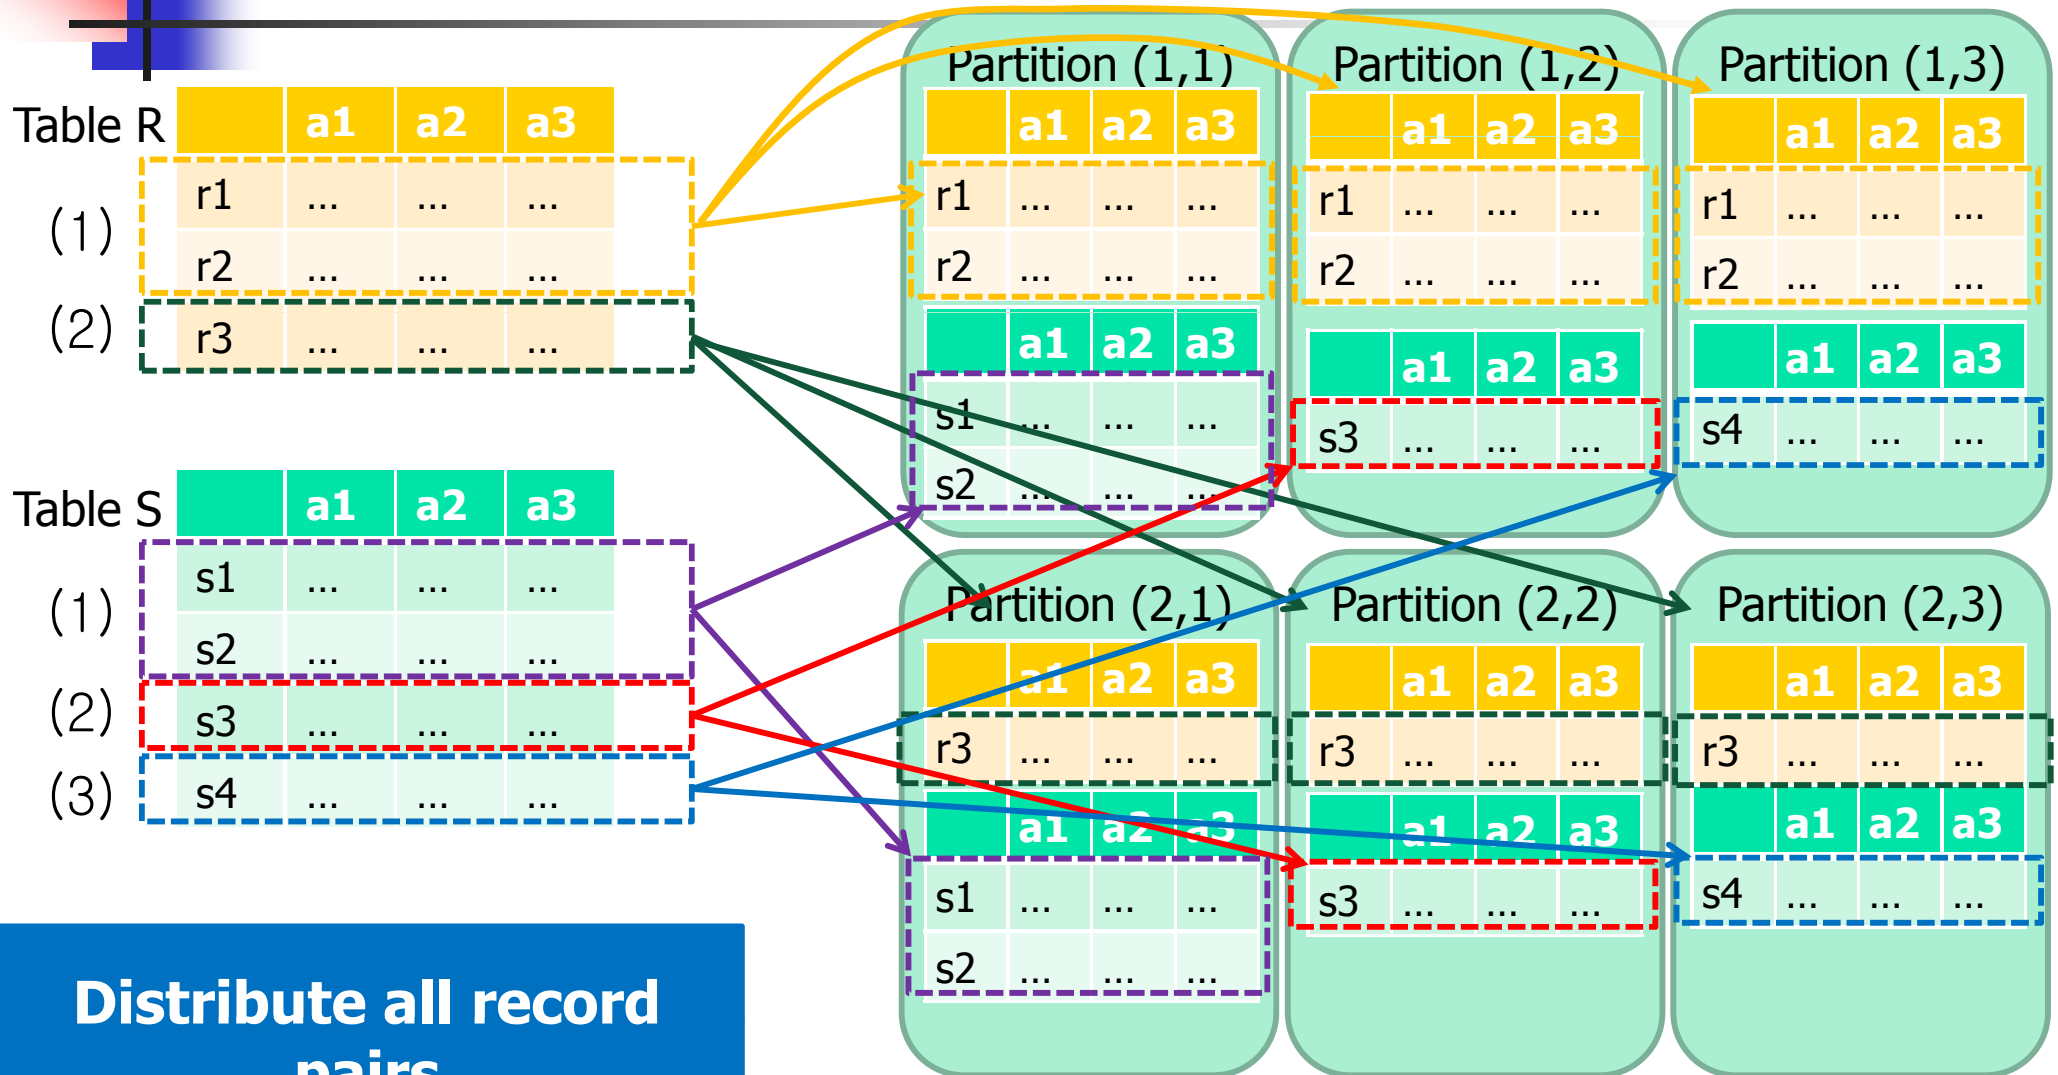 Table R a1 a2 a3
(1)
r1 ... ... ...
r2 ... ... ...
(2) r3 ... ... ...
Table S a1 a2 a3
(1)
s1 ... ... ...
s2 ... ... ...
(2) s3 ... ... ...
(3) s4 ... ... ...
Distribute all record
pairs
Partition (1,1)
a1 a2 a3
r1 ... ... ...
r2 ... ... ...
a1 a2 a3
s1 ... ... ...
s2 ... ... ...
Partition (1,2)
a1 a2 a3
r1 ... ... ...
r2 ... ... ...
a1 a2 a3
s3 ... ... ...
Partition (1,3)
a1 a2 a3
r1 ... ... ...
r2 ... ... ...
a1 a2 a3
s4 ... ... ...
Partition (2,1)
a1 a2 a3
r3 ... ... ...
a1 a2 a3
s1 ... ... ...
s2 ... ... ...
Partition (2,2)
a1 a2 a3
r3 ... ... ...
a1 a2 a3
s3 ... ... ...
Partition (2,3)
a1 a2 a3
r3 ... ... ...
a1 a2 a3
s4 ... ... ...